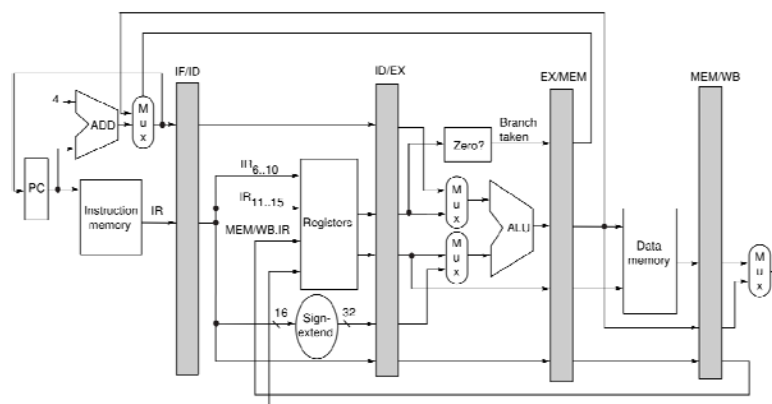 IF/ID
ID/EX
EX/MEM
MEM/WB
4
ADD
M
u
x
Branch
taken
Zero?
PC
Instruction
memory
IR
IR6..10
IR11..15
MEM/WB.IR
Registers
M
u
x
M
u
x
ALU
Data
memory
M
u
x
16
Sign-
extend
32